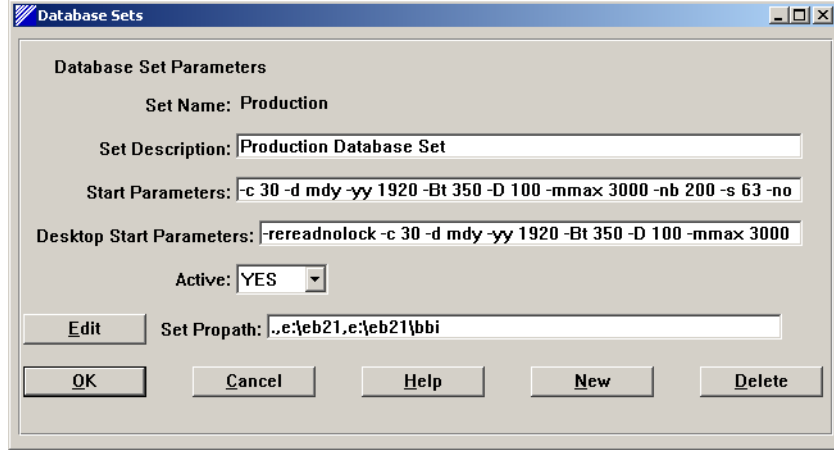 Database Sets
Database Set Parameters
Set Name: Production
Set Description: Production Database Set
Start Parameters: -c 30 -d mdy -yy 1920 -Bt 350 -D 100 -mmax 3000 -nb 200 -s 63 -no
Desktop Start Parameters: -rereadnolock -c 30 -d mdy -yy 1920 -Bt 350 -D 100 -mmax 3000
Active: YES
Edit Set Propath: .,e:\eb21,e:\eb21\bbi
OK Cancel Help New Delete